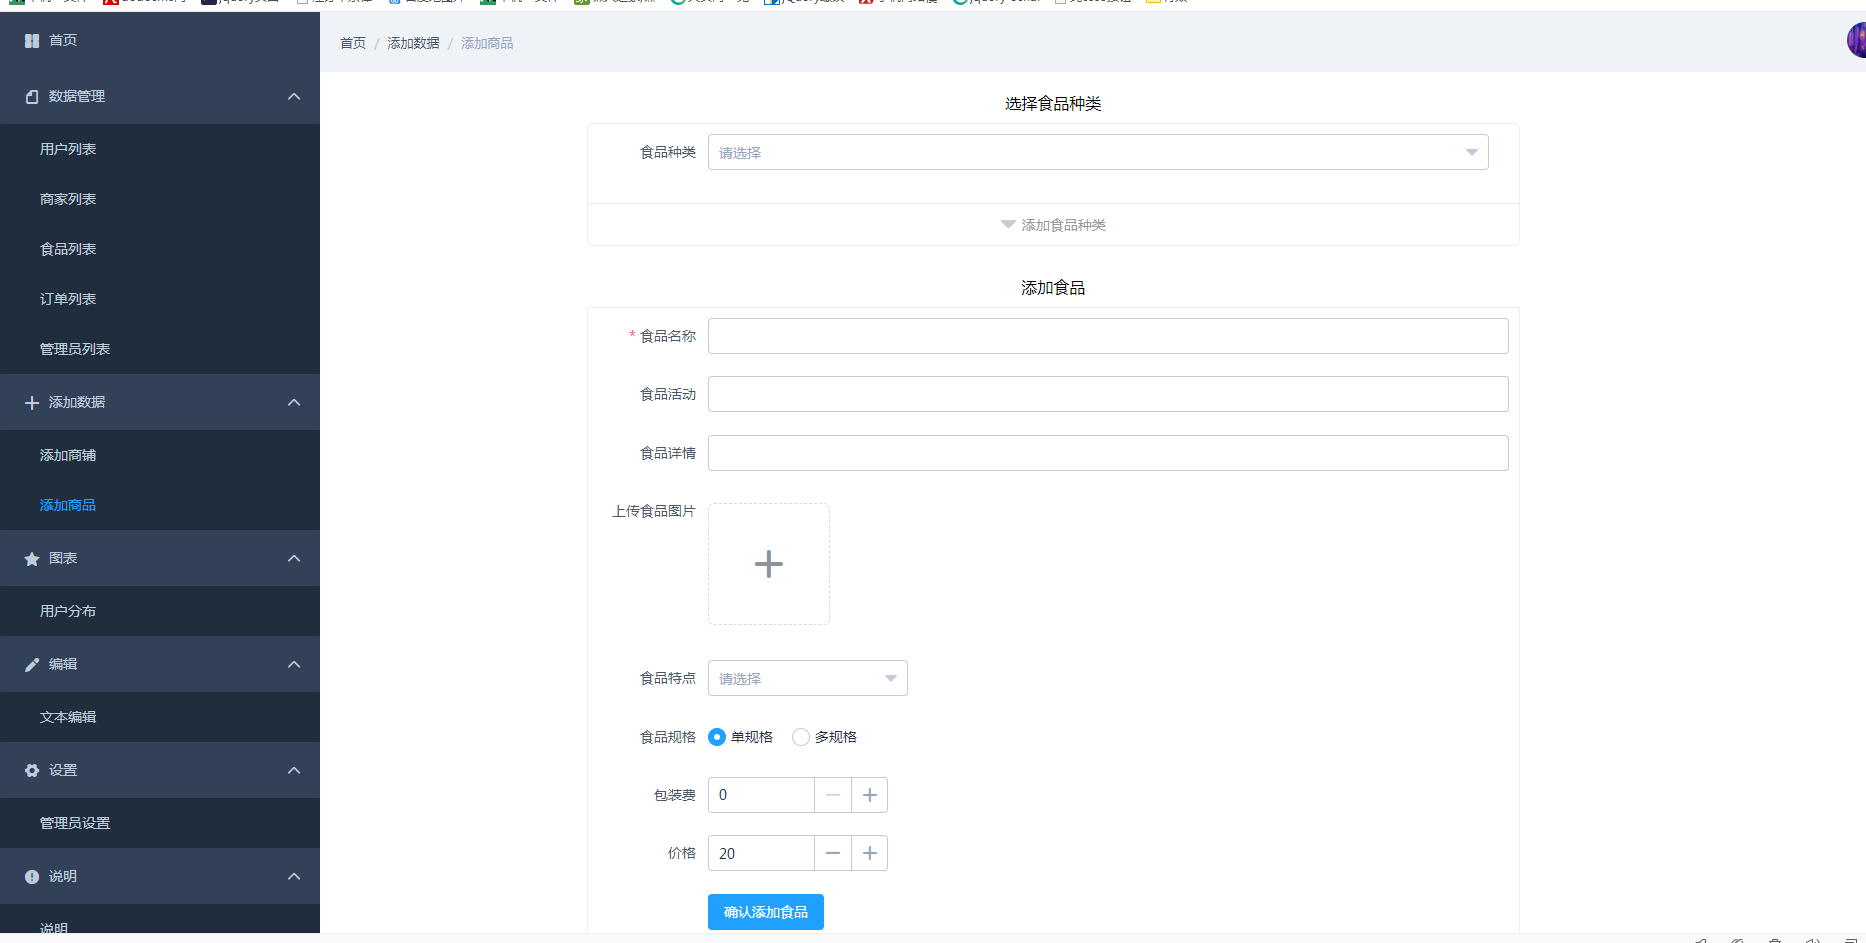 首页
数据管理
用户列表
商家列表
食品列表
订单列表
管理员列表
添加数据
添加商铺
添加商品
图表
用户分布
编辑
文本编辑
设置
管理员设置
说明
说明
首页 / 添加数据 / 添加商品
选择食品种类
食品种类 请选择
添加食品种类
添加食品
* 食品名称
食品活动
食品详情
上传食品图片
食品特点 请选择
食品规格 单规格 多规格
包装费 0
价格 20
确认添加食品